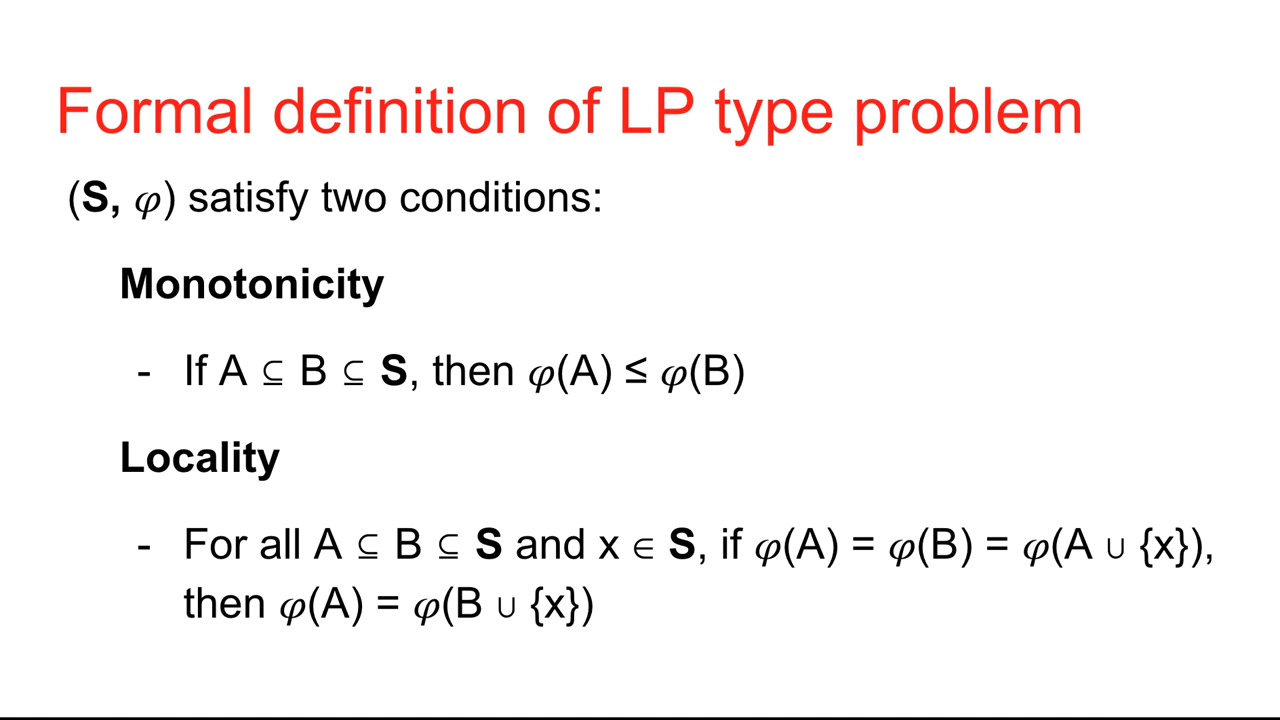 Formal definition of LP type problem
(S, φ) satisfy two conditions:
Monotonicity
- If A ⊆ B ⊆ S, then φ(A) ≤ φ(B)
Locality
- For all A ⊆ B ⊆ S and x ∈ S, if φ(A) = φ(B) = φ(A ∪ {x}),
then φ(A) = φ(B ∪ {x})